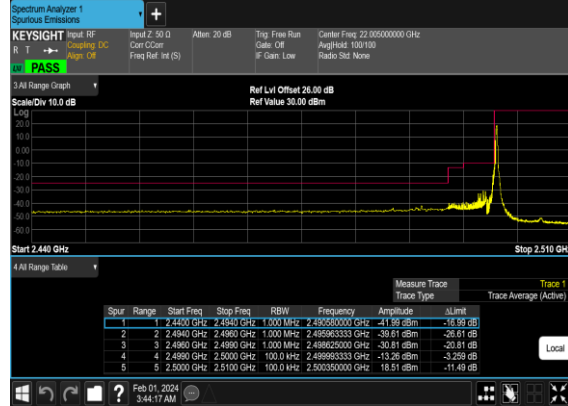 Spectrum Analyzer 1
Spurious Emissions
+
KEYSIGHT Input: RF
R T Coupling: DC
Align: Off
LW PASS
Input Z: 50 Ω
Corr CCorr
Freq Ref: Int (S)
Atten: 20 dB
Trig: Free Run
Gate: Off
IF Gain: Low
Center Freq: 22.005000000 GHz
Avg|Hold: 100/100
Radio Std: None
3 All Range Graph
Scale/Div 10.0 dB
Ref Lvl Offset 26.00 dB
Ref Value 30.00 dBm
Log
20.0
10.0
0.00
-10.0
-20.0
-30.0
-40.0
-50.0
-60.0
Start 2.440 GHz
Stop 2.510 GH
4 All Range Table
Measure Trace Trace 1
Trace Type Trace Average (Active)
Spur Range Start Freq Stop Freq RBW Frequency Amplitude ΔLimit
1 1 2.4400 GHz 2.4940 GHz 1.000 MHz 2.490580000 GHz -41.99 dBm -16.99 dB
2 2 2.4940 GHz 2.4960 GHz 1.000 MHz 2.495963333 GHz -39.61 dBm -26.61 dB
3 3 2.4960 GHz 2.4990 GHz 1.000 MHz 2.498625000 GHz -30.81 dBm -20.81 dB
4 4 2.4990 GHz 2.5000 GHz 100.0 kHz 2.499993333 GHz -13.26 dBm -3.259 dB
5 5 2.5000 GHz 2.5100 GHz 100.0 kHz 2.500350000 GHz 18.51 dBm -11.49 dB
Local
?
Feb 01, 2024
3:44:17 AM